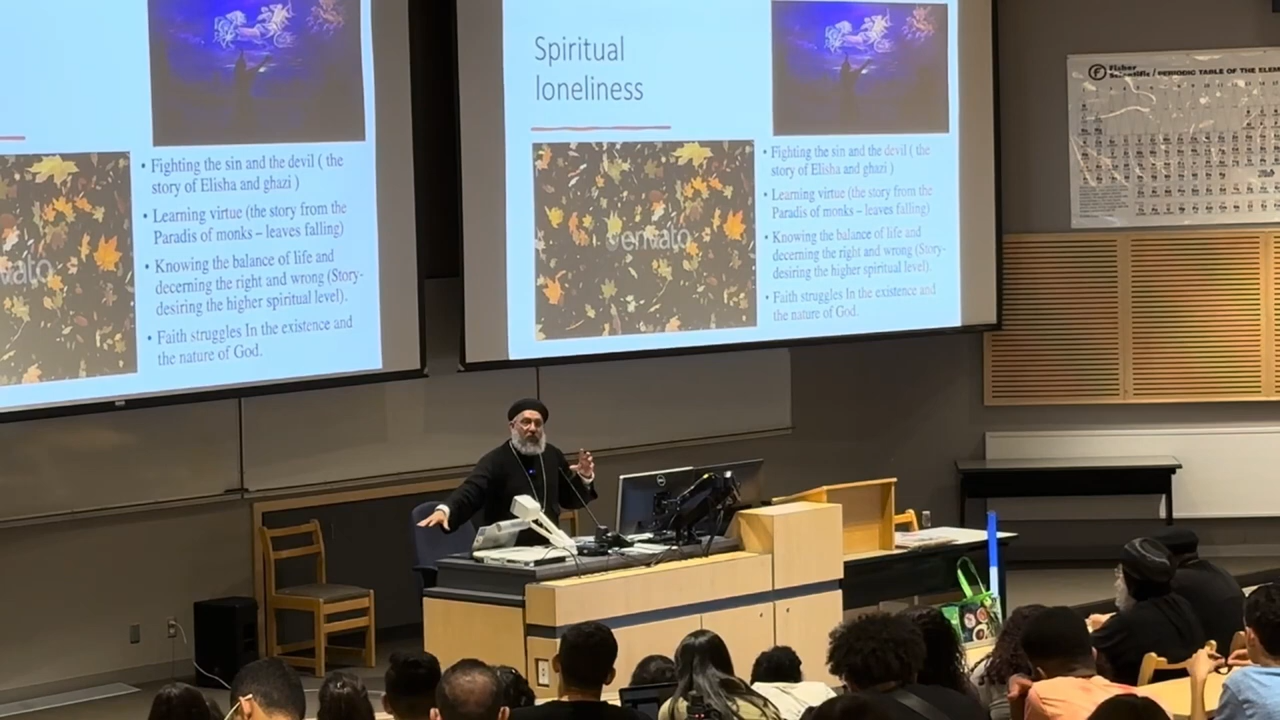 • Fighting the sin and the devil ( the
story of Elisha and ghazi )
• Learning virtue (the story from the
Paradis of monks – leaves falling)
• Knowing the balance of life and
decerning the right and wrong (Story-
desiring the higher spiritual level).
• Faith struggles In the existence and
the nature of God.
vato
Spiritual
loneliness
envato
• Fighting the sin and the devil ( the
story of Elisha and ghazi )
• Learning virtue (the story from the
Paradis of monks – leaves falling)
• Knowing the balance of life and
decerning the right and wrong (Story-
desiring the higher spiritual level).
• Faith struggles In the existence and
the nature of God.
Fisher
Scientific / PERIODIC TABLE OF THE ELEM
DELL